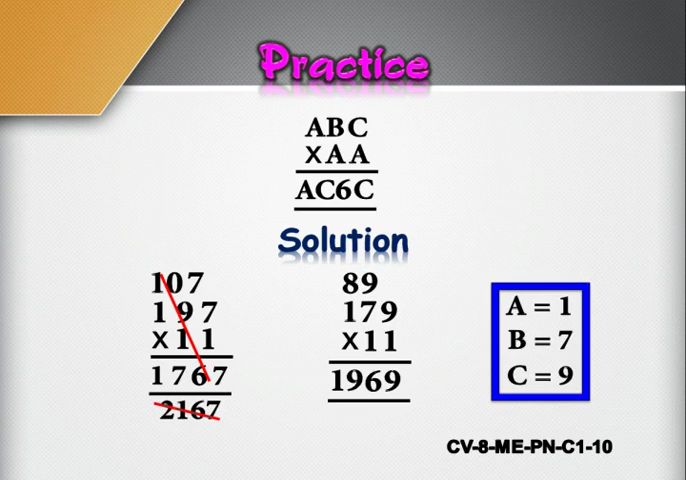 Practice
ABC
XAA
AC6C
Solution
107
197
X11
1767
2167
89
179
X11
1969
A = 1
B = 7
C = 9
CV-8-ME-PN-C1-10